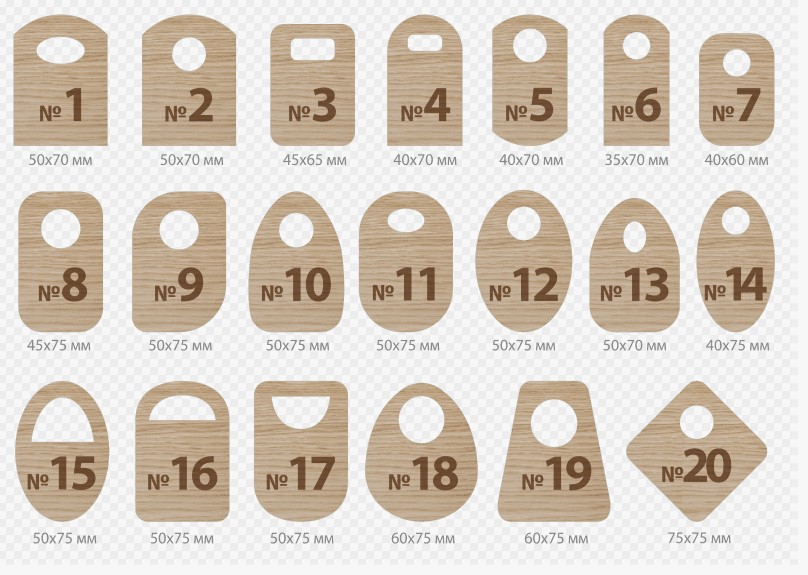 №1 №2 №3 №4 №5 №6 №7
50x70 мм 50x70 мм 45x65 мм 40x70 мм 40x70 мм 35x70 мм 40x60 мм
№8 №9 №10 №11 №12 №13 №14
45x75 мм 50x75 мм 50x75 мм 50x75 мм 50x75 мм 50x70 мм 40x75 мм
№15 №16 №17 №18 №19 №20
50x75 мм 50x75 мм 50x75 мм 60x75 мм 60x75 мм 75x75 мм